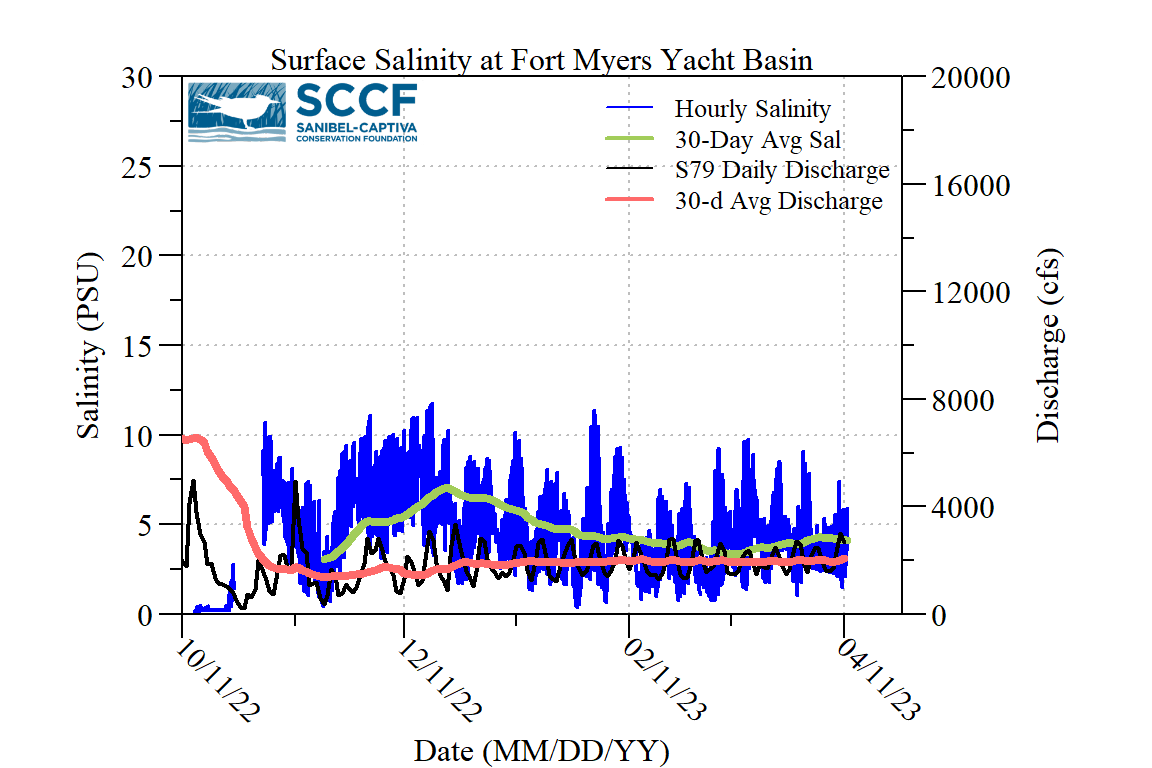 Surface Salinity at Fort Myers Yacht Basin
SCCF
SANIBEL-CAPTIVA
CONSERVATION FOUNDATION
Hourly Salinity
30-Day Avg Sal
S79 Daily Discharge
30-d Avg Discharge
Salinity (PSU)
30
25
20
15
10
5
0
20000
16000
12000
8000
4000
0
Discharge (cfs)
10/11/22
12/11/22
02/11/23
04/11/23
Date (MM/DD/YY)